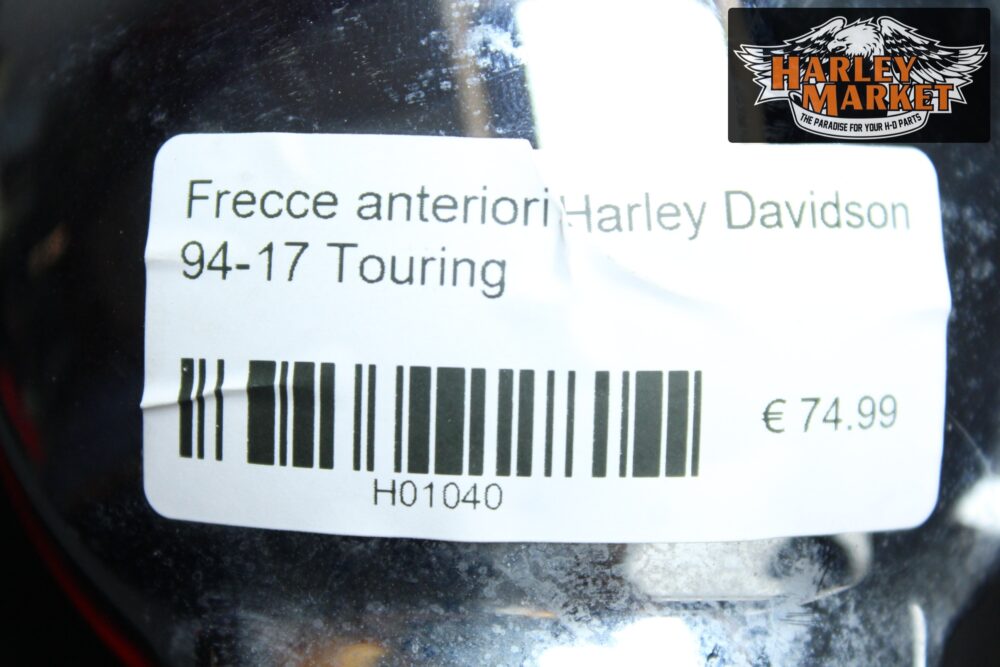 HARLEY
MARKET
THE PARADISE FOR YOUR H-D PARTS
Frecce anteriori Harley Davidson
94-17 Touring
€ 74.99
H01040